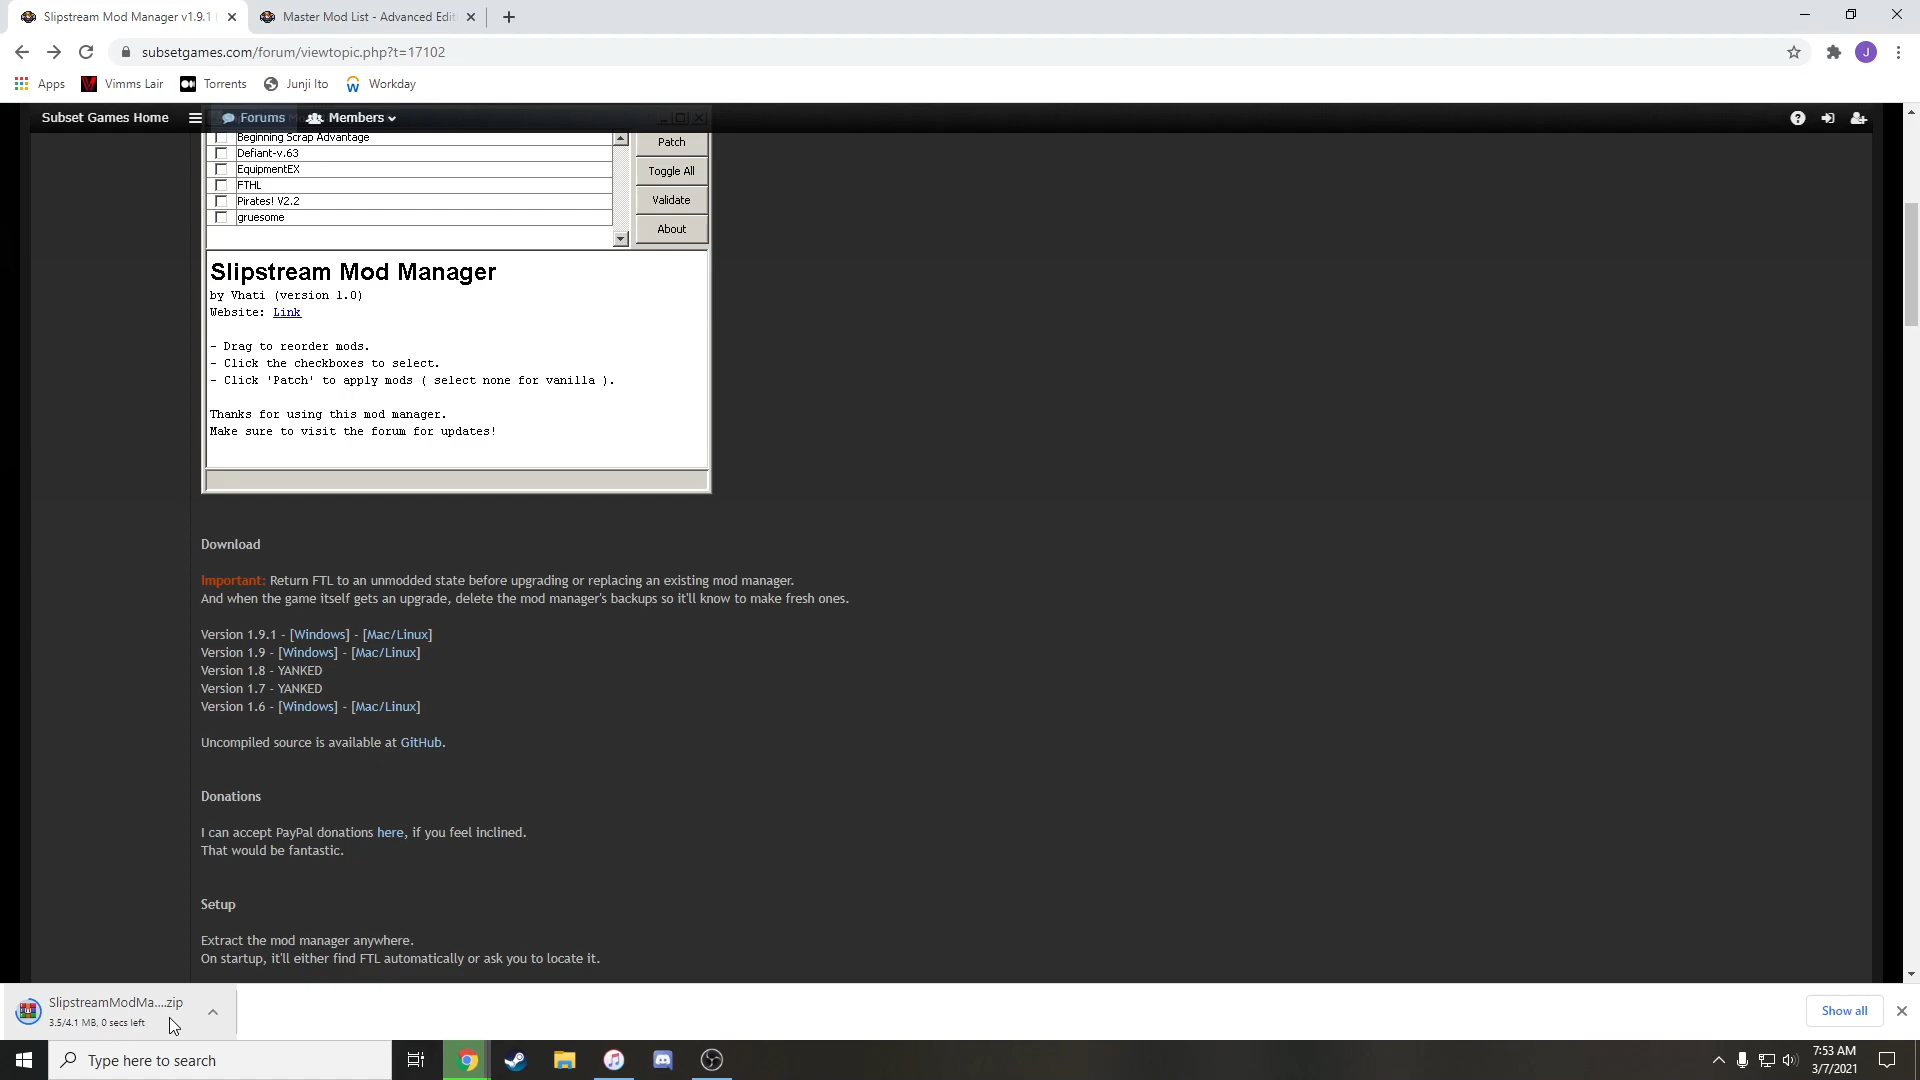 Slipstream Mod Manager v1.9.1
Master Mod List - Advanced Edit
subsetgames.com/forum/viewtopic.php?t=17102
J
Apps
Vimms Lair
Torrents
Junji Ito
Workday
Subset Games Home
Forums
Members
Beginning Scrap Advantage
Defiant-v.63
EquipmentEX
FTHL
Pirates! V2.2
gruesome
Patch
Toggle All
Validate
About
Slipstream Mod Manager
by Vhati (version 1.0)
Website: Link
- Drag to reorder mods.
- Click the checkboxes to select.
- Click 'Patch' to apply mods ( select none for vanilla ).
Thanks for using this mod manager.
Make sure to visit the forum for updates!
Download
Important: Return FTL to an unmodded state before upgrading or replacing an existing mod manager.
And when the game itself gets an upgrade, delete the mod manager's backups so it'll know to make fresh ones.
Version 1.9.1 - [Windows] - [Mac/Linux]
Version 1.9 - [Windows] - [Mac/Linux]
Version 1.8 - YANKED
Version 1.7 - YANKED
Version 1.6 - [Windows] - [Mac/Linux]
Uncompiled source is available at GitHub.
Donations
I can accept PayPal donations here, if you feel inclined.
That would be fantastic.
Setup
Extract the mod manager anywhere.
On startup, it'll either find FTL automatically or ask you to locate it.
SlipstreamModMa....zip
3.5/4.1 MB, 0 secs left
Show all
Type here to search
7:53 AM
3/7/2021